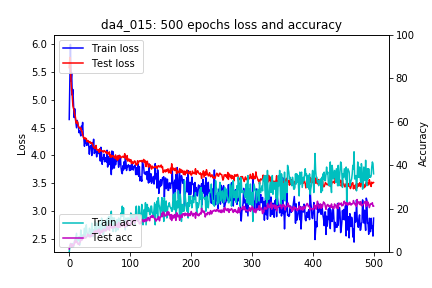 da4_015: 500 epochs loss and accuracy
Train loss
Test loss
Train acc
Test acc
Loss
6.0
5.5
5.0
4.5
4.0
3.5
3.0
2.5
Accuracy
100
80
60
40
20
0
0
100
200
300
400
500